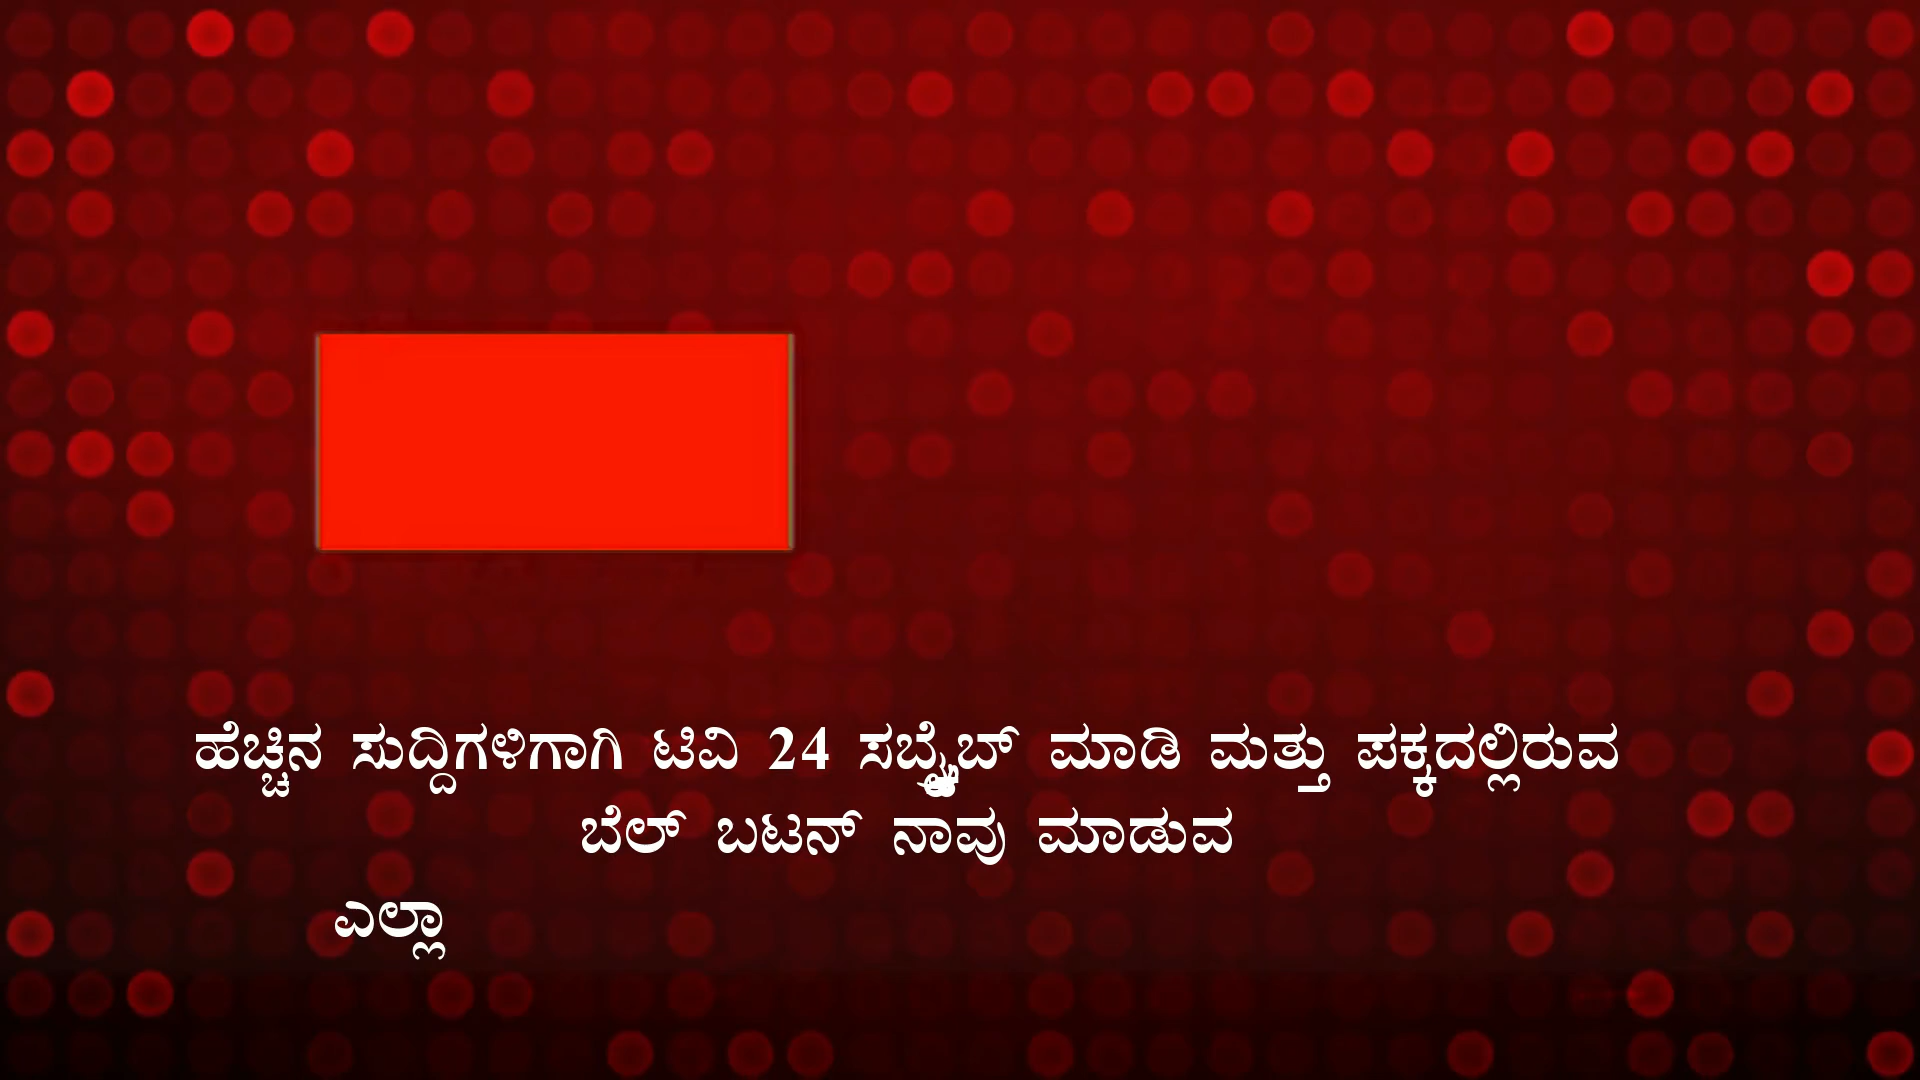 ಹೆಚ್ಚಿನ ಸುದ್ದಿಗಳಿಗಾಗಿ ಟಿವಿ 24 ಸಬ್ಸ್ಕ್ರೈಬ್ ಮಾಡಿ ಮತ್ತು ಪಕ್ಕದಲ್ಲಿರುವ
ಬೆಲ್ ಬಟನ್ ನಾವು ಮಾಡುವ
ಎಲ್ಲಾ